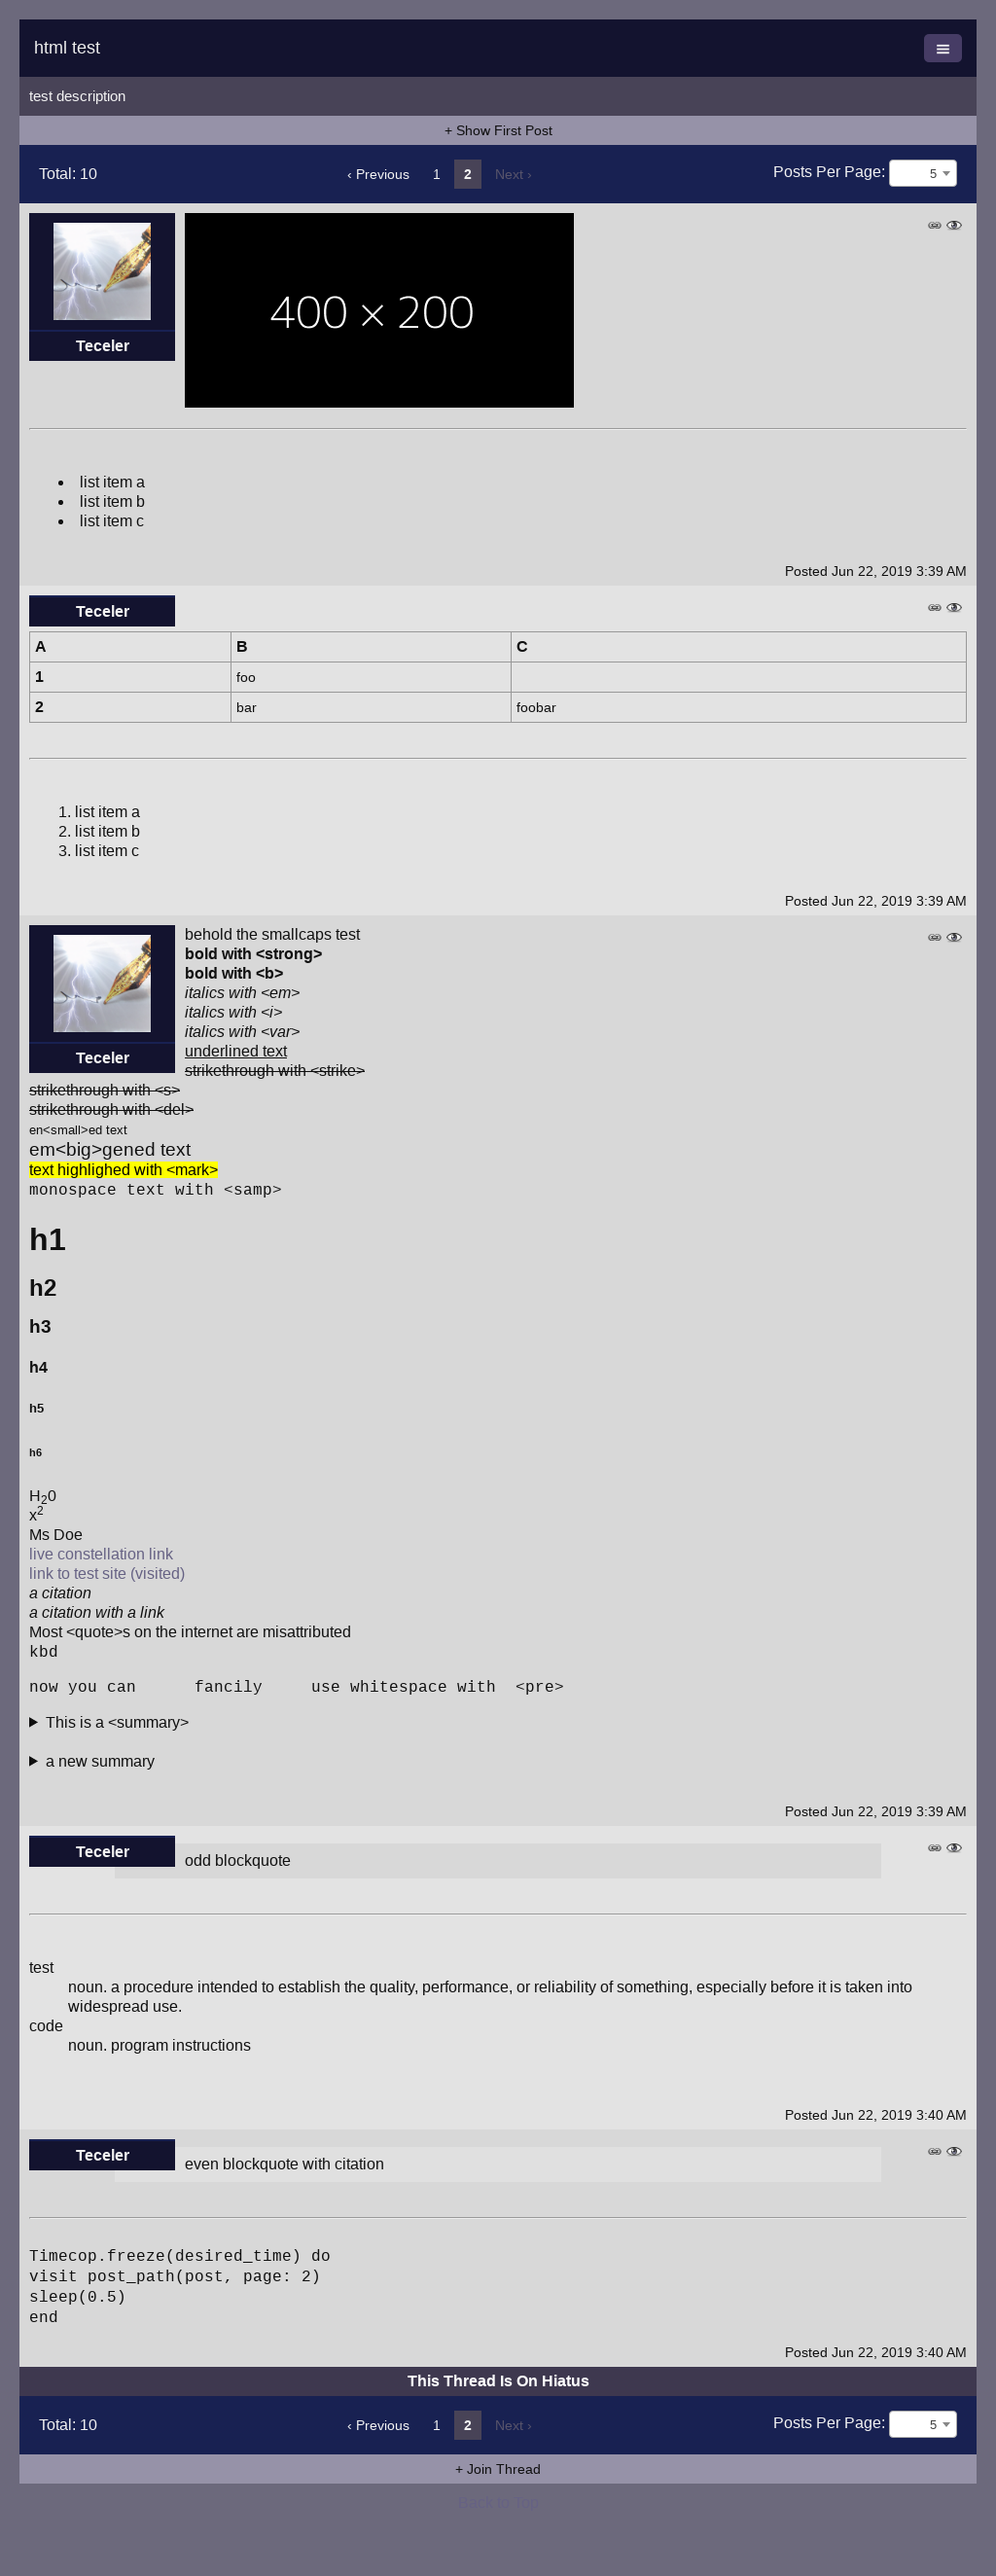 html test
test description
+ Show First Post
Total: 10 ‹ Previous 1 2 Next › Posts Per Page: 5
400 × 200
Teceler
list item a
list item b
list item c
Posted Jun 22, 2019 3:39 AM
Teceler
A B C
1 foo
2 bar foobar
1. list item a
2. list item b
3. list item c
Posted Jun 22, 2019 3:39 AM
behold the smallcaps test
bold with <strong>
bold with <b>
italics with <em>
italics with <i>
italics with <var>
underlined text
Teceler
strikethrough with <strike>
strikethrough with <s>
strikethrough with <del>
en<small>ed text
em<big>gened text
text highlighed with <mark>
monospace text with <samp>
h1
h2
h3
h4
h5
h6
H20
x2
Ms Doe
live constellation link
link to test site (visited)
a citation
a citation with a link
Most <quote>s on the internet are misattributed
kbd
now you can      fancily     use whitespace with  <pre>
This is a <summary>
a new summary
Posted Jun 22, 2019 3:39 AM
Teceler
odd blockquote
test
noun. a procedure intended to establish the quality, performance, or reliability of something, especially before it is taken into
widespread use.
code
noun. program instructions
Posted Jun 22, 2019 3:40 AM
Teceler
even blockquote with citation
Timecop.freeze(desired_time) do
visit post_path(post, page: 2)
sleep(0.5)
end
Posted Jun 22, 2019 3:40 AM
This Thread Is On Hiatus
Total: 10 ‹ Previous 1 2 Next › Posts Per Page: 5
+ Join Thread